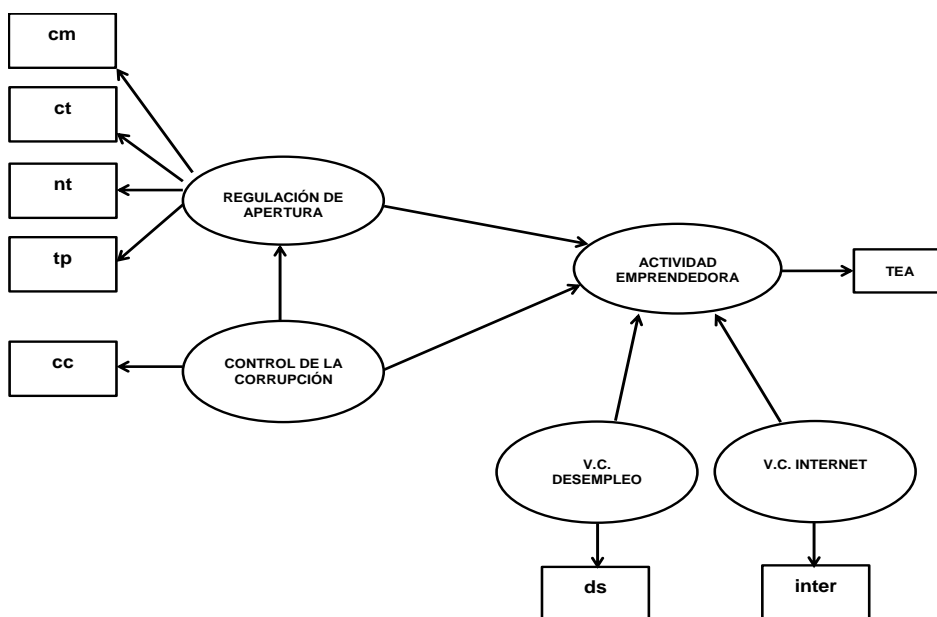 cm
ct
nt
tp
cc
REGULACIÓN DE
APERTURA
CONTROL DE LA
CORRUPCIÓN
ACTIVIDAD
EMPRENDEDORA
TEA
V.C.
DESEMPLEO
V.C. INTERNET
ds
inter